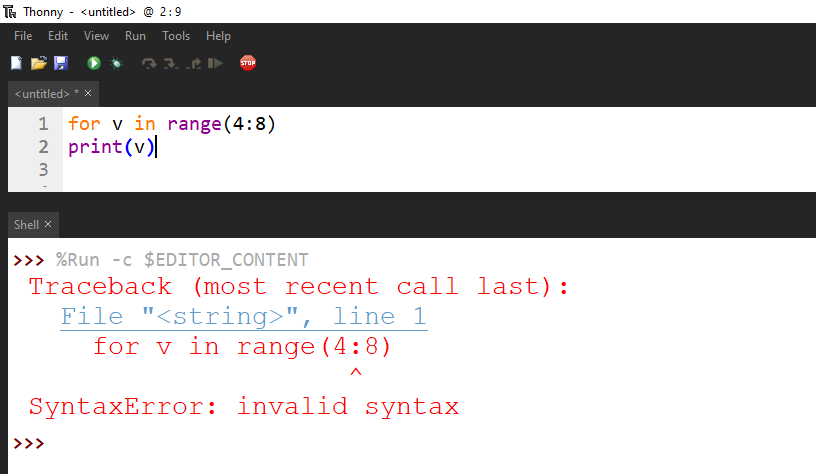 Thonny - <untitled> @ 2:9
File Edit View Run Tools Help
STOP
<untitled> * ×
1 for v in range(4:8)
2 print(v)
3
Shell ×
>>> %Run -c $EDITOR_CONTENT
Traceback (most recent call last):
File "<string>", line 1
for v in range(4:8)
^
SyntaxError: invalid syntax
>>>